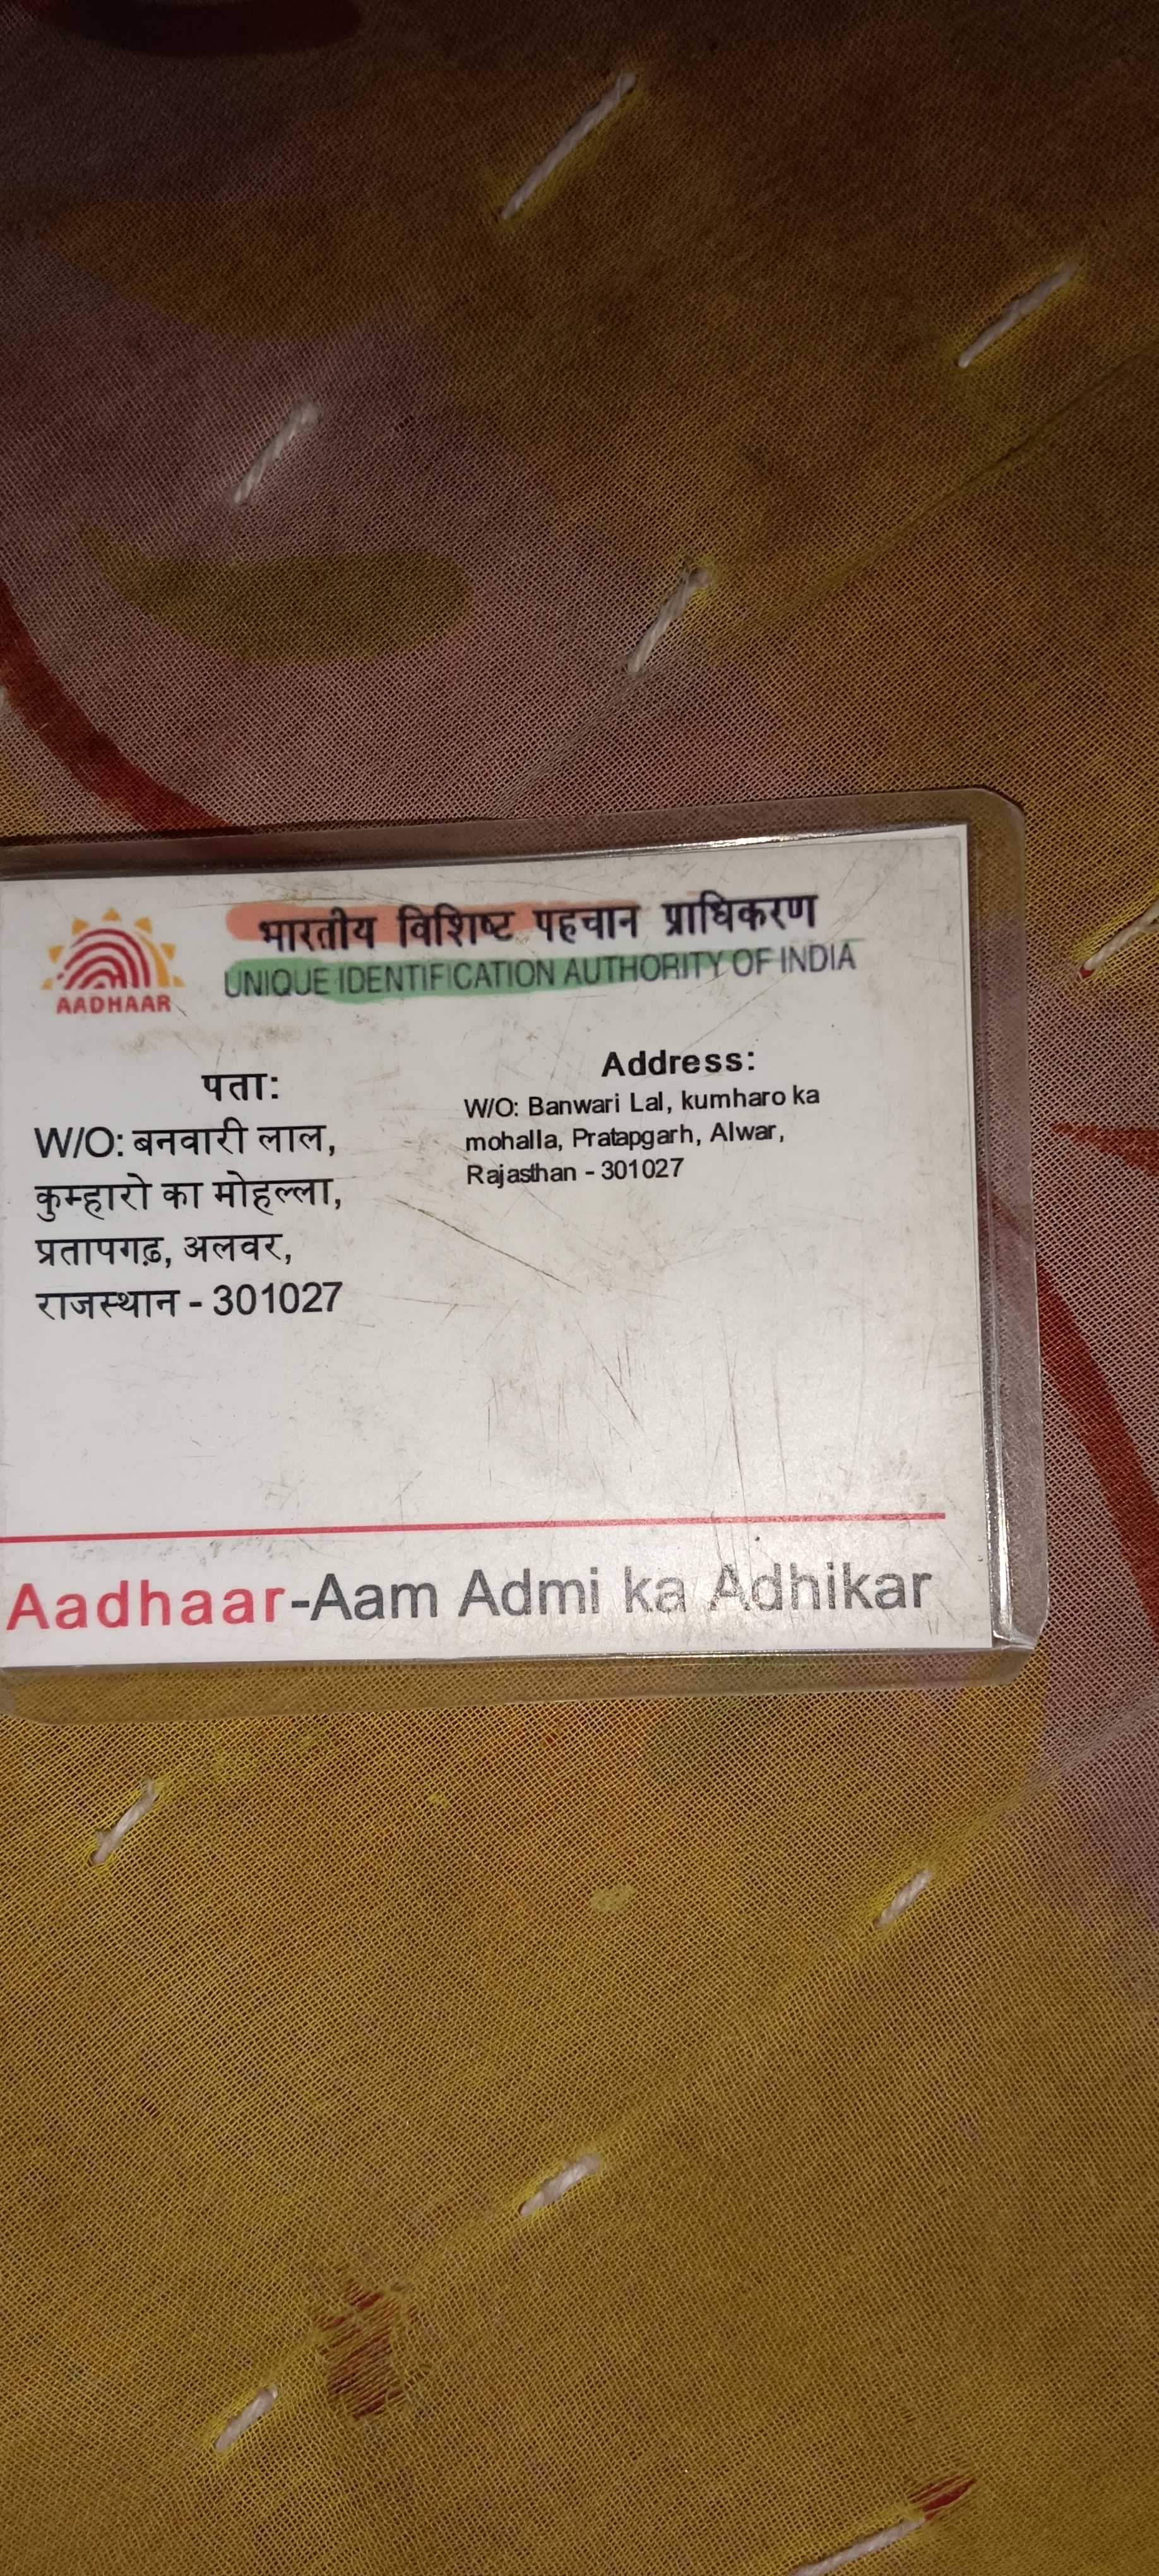 भारतीय विशिष्ट पहचान प्राधिकरण
UNIQUE IDENTIFICATION AUTHORITY OF INDIA
AADHAAR
पता:
W/O: बनवारी लाल,
कुम्हारो का मोहल्ला,
प्रतापगढ़, अलवर,
राजस्थान - 301027
Address:
W/O: Banwari Lal, kumharo ka
mohalla, Pratapgarh, Alwar,
Rajasthan - 301027
Aadhaar-Aam Admi ka Adhikar